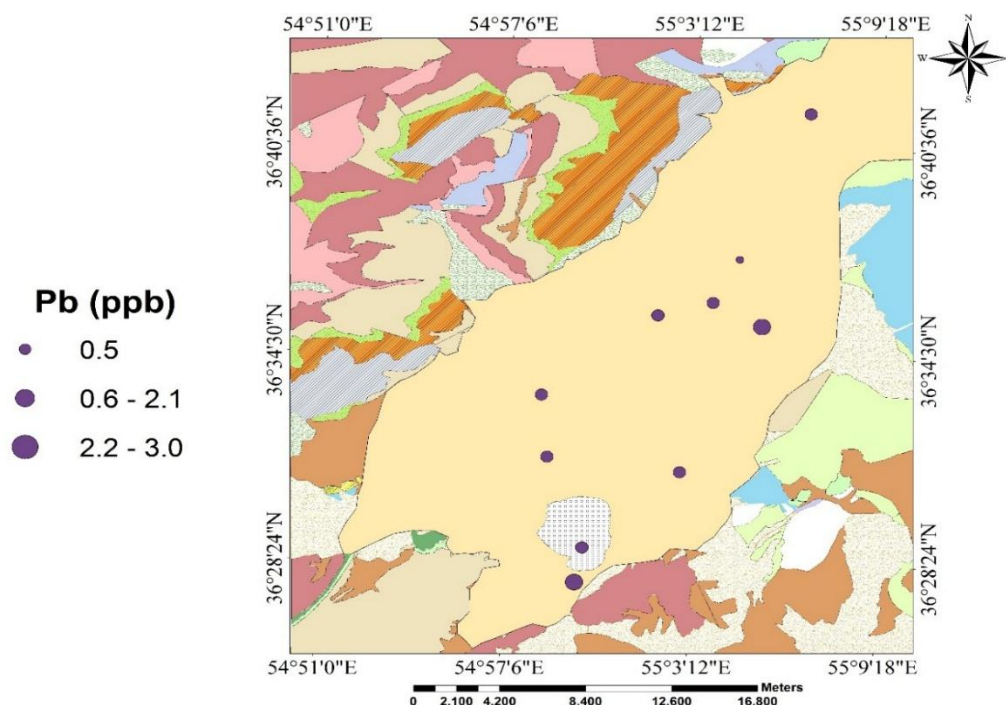 54°51'0"E 54°57'6"E 55°3'12"E 55°9'18"E
N
W
S
36°40'36"N 36°40'36"N
Pb (ppb)
0.5
0.6 - 2.1
2.2 - 3.0
36°34'30"N 36°34'30"N
36°28'24"N 36°28'24"N
54°51'0"E 54°57'6"E 55°3'12"E 55°9'18"E
Meters
0 2.100 4.200 8.400 12.600 16.800